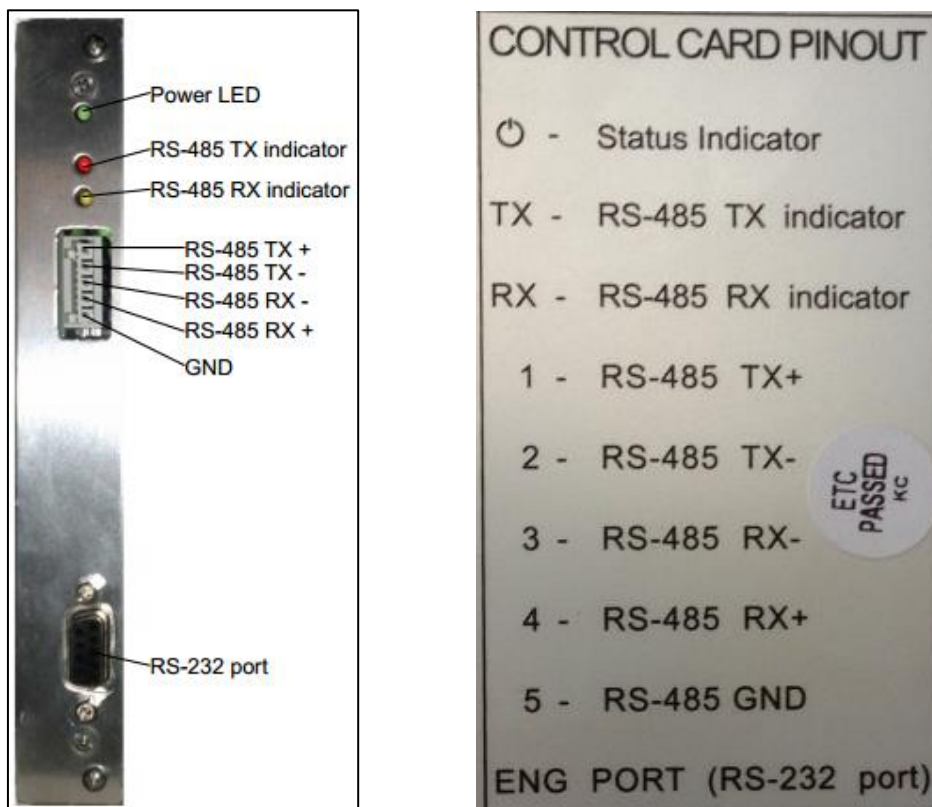 Power LED
RS-485 TX indicator
RS-485 RX indicator
RS-485 TX +
RS-485 TX -
RS-485 RX -
RS-485 RX +
GND
RS-232 port
CONTROL CARD PINOUT
⏻ - Status Indicator
TX - RS-485 TX indicator
RX - RS-485 RX indicator
1 - RS-485 TX+
2 - RS-485 TX-
3 - RS-485 RX-
4 - RS-485 RX+
5 - RS-485 GND
ENG PORT (RS-232 port)
ETC
PASSED
KC